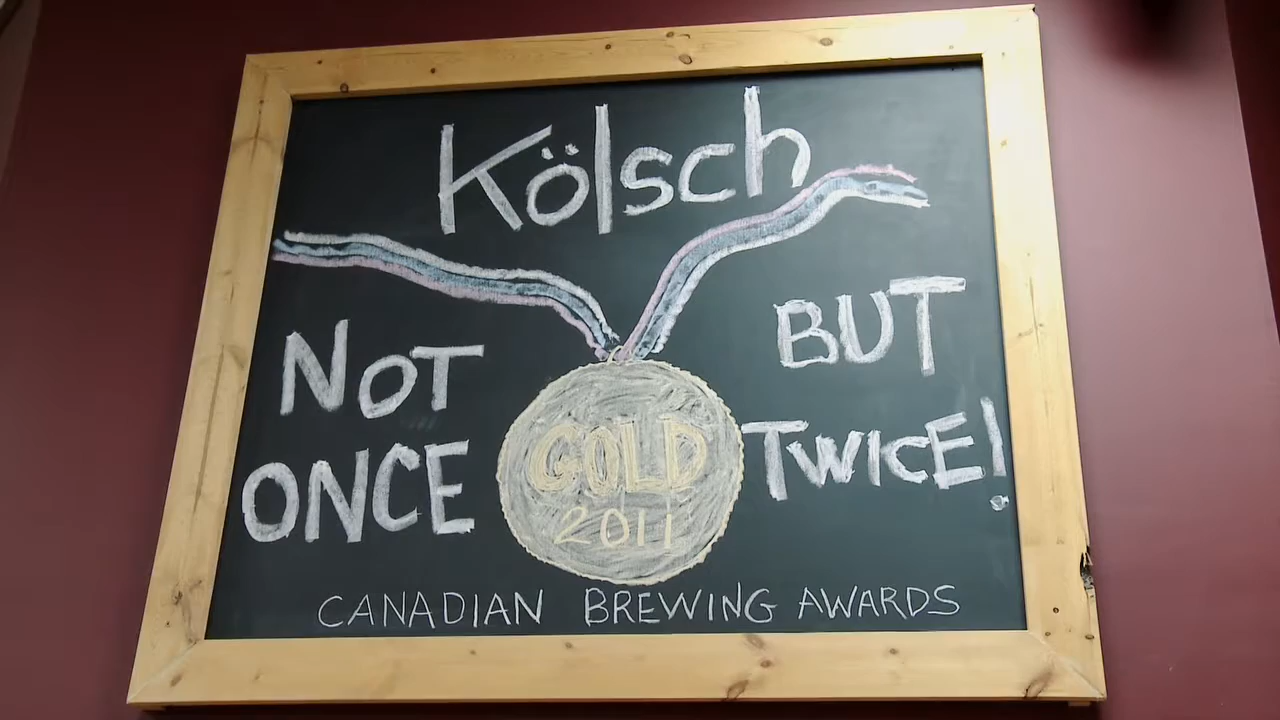 Kölsch
NOT
ONCE
BUT
TWICE!
GOLD
2011
CANADIAN BREWING AWARDS